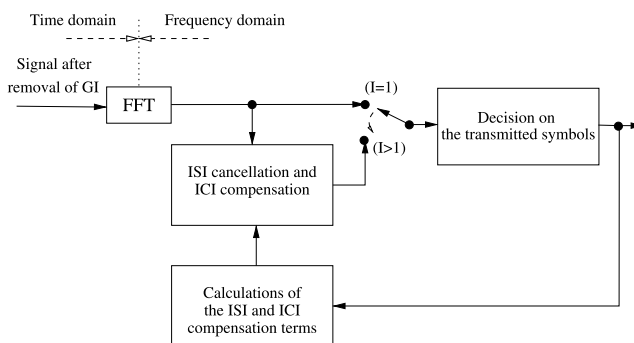 Time domain
Frequency domain
Signal after
removal of GI
FFT
(I=1)
(I>1)
Decision on
the transmitted symbols
ISI cancellation and
ICI compensation
Calculations of
the ISI and ICI
compensation terms